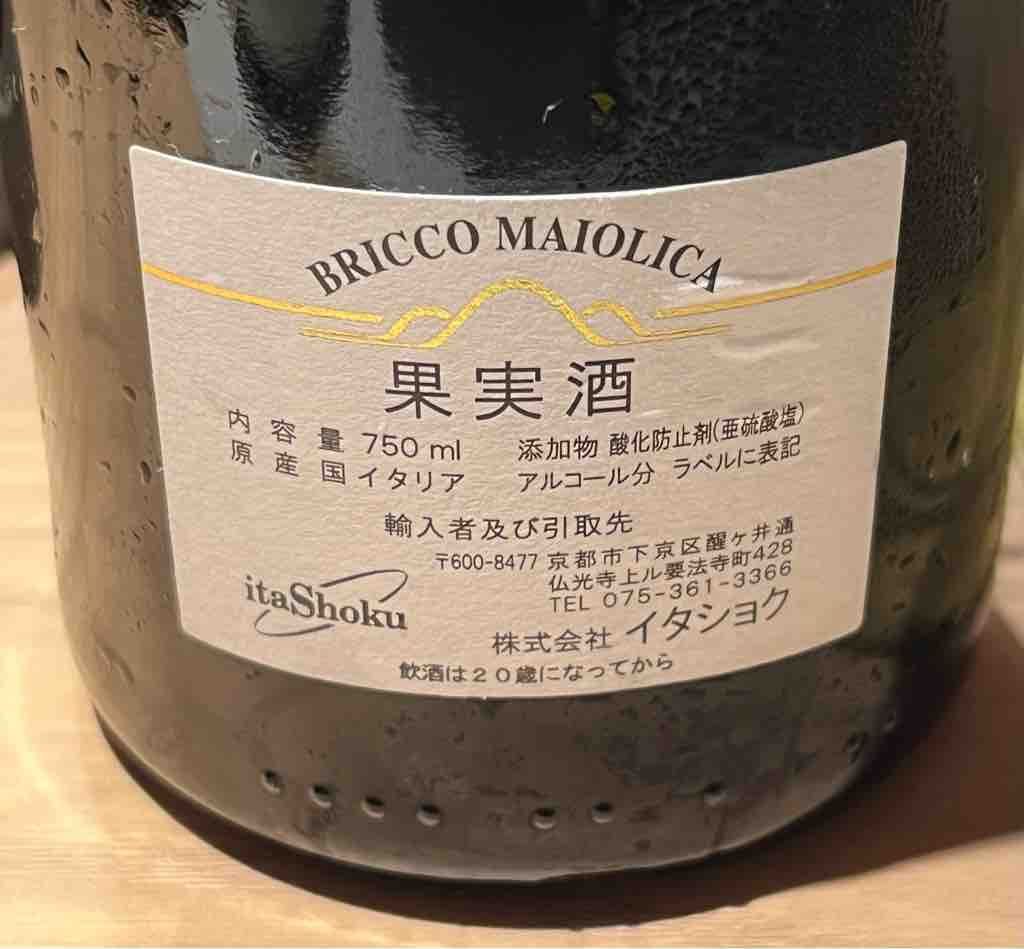 BRICCO MAIOLICA
果実酒
内容量 750 ml
原産国 イタリア
添加物 酸化防止剤(亜硫酸塩)
アルコール分 ラベルに表記
輸入者及び引取先
〒600-8477 京都市下京区醒ヶ井通
仏光寺上ル要法寺町428
TEL 075-361-3366
itaShoku
株式会社 イタショク
飲酒は20歳になってから